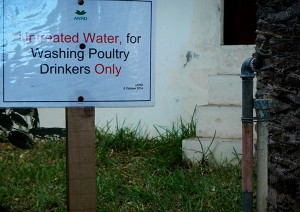 Untreated Water, for
Washing Poultry
Drinkers Only